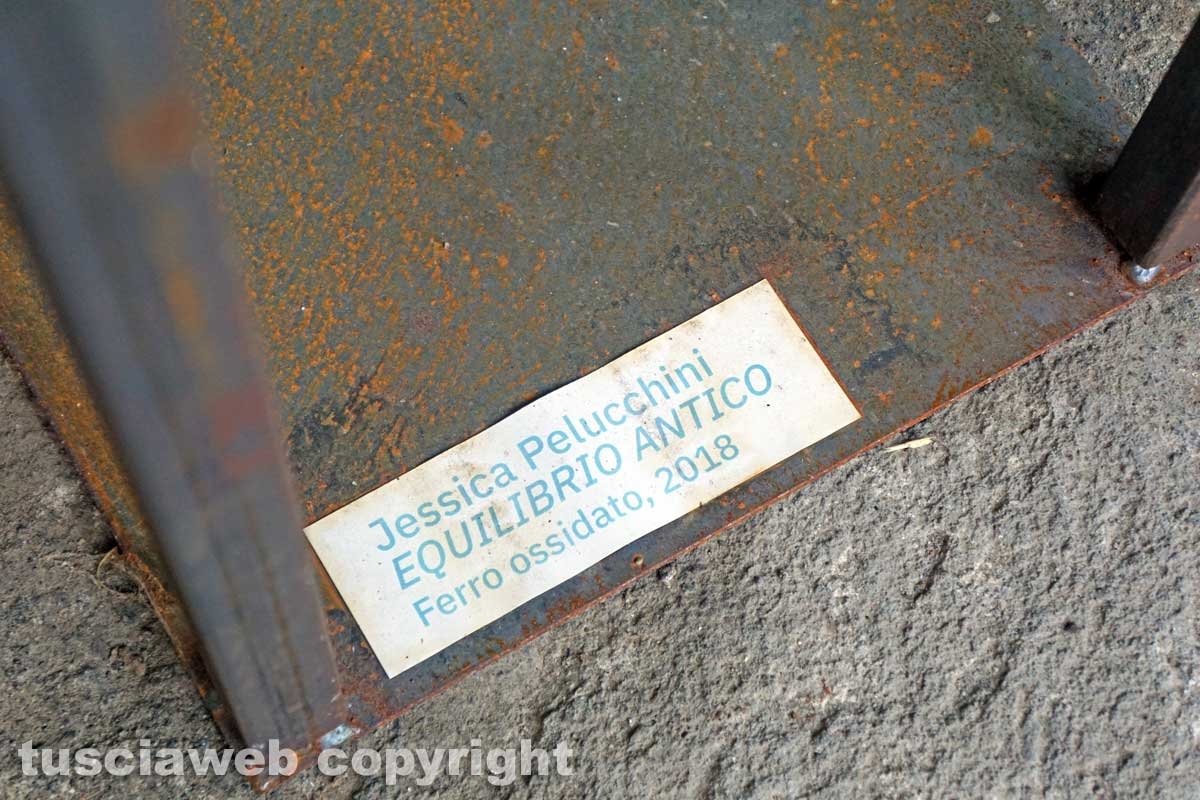 Jessica Pelucchini
EQUILIBRIO ANTICO
Ferro ossidato, 2018
tusciaweb copyright